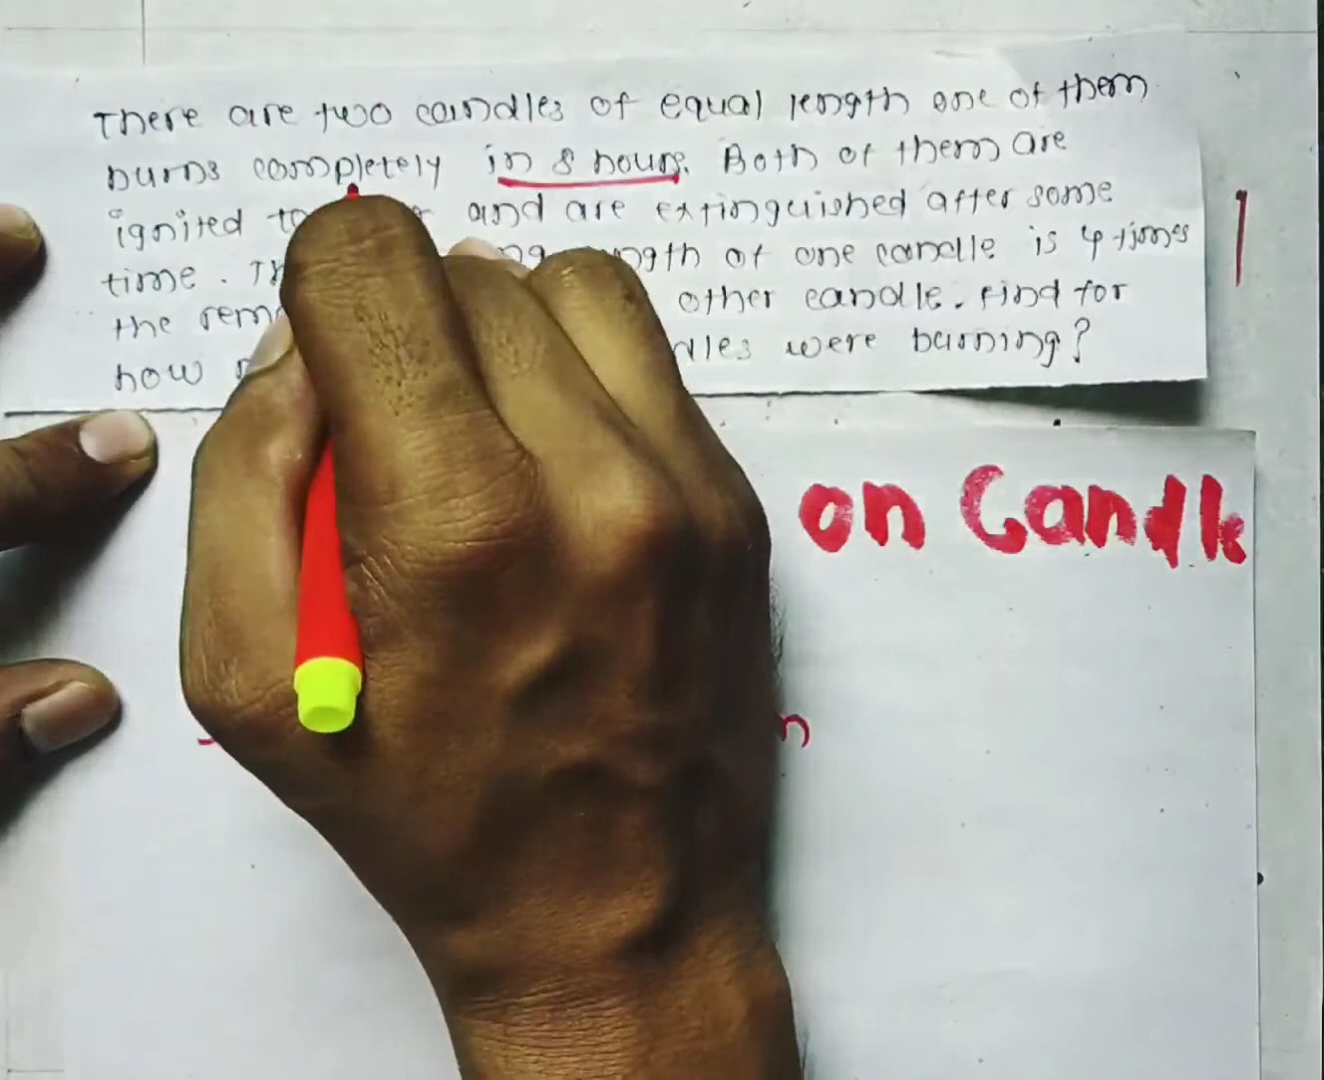 There are two candles of equal length one of them
burns completely in 8 hours. Both of them are
ignited and are extinguished after some
time. length of one candle is 4 times
the other candle. Find for
how were burning?
on Candle